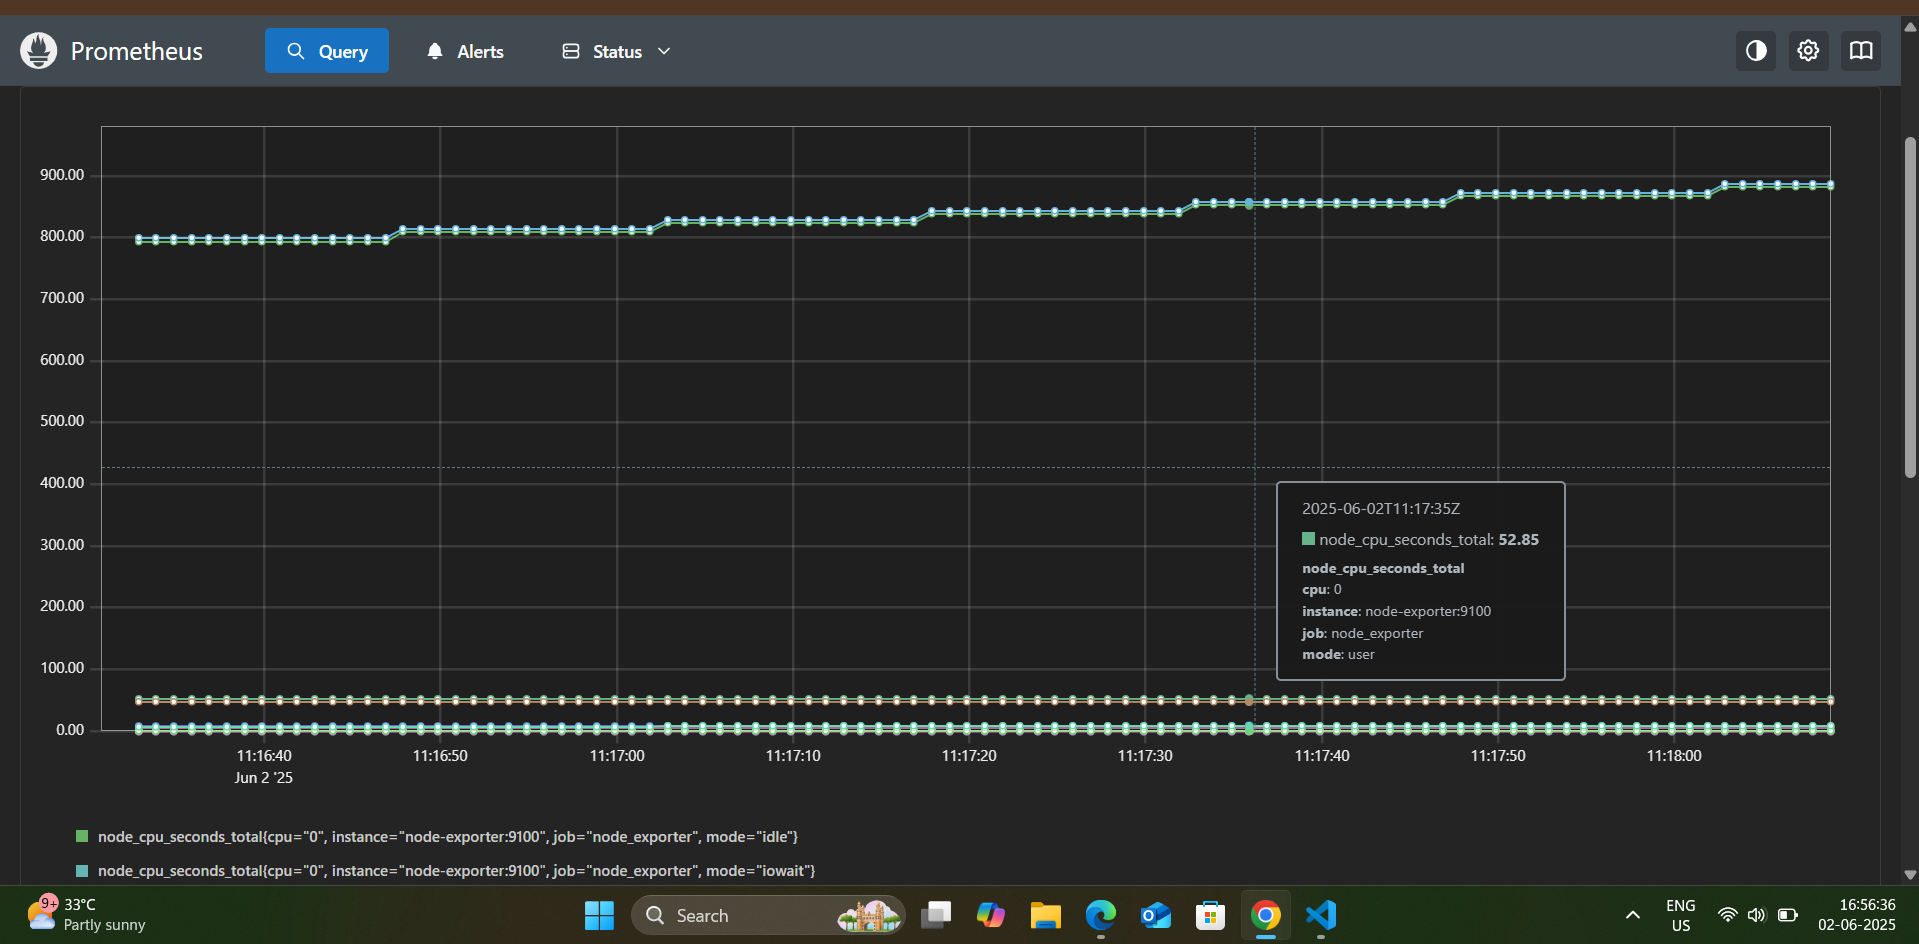 Prometheus
Query
Alerts
Status
900.00
800.00
700.00
600.00
500.00
400.00
300.00
200.00
100.00
0.00
11:16:40
11:16:50
11:17:00
11:17:10
11:17:20
11:17:30
11:17:40
11:17:50
11:18:00
Jun 2 '25
2025-06-02T11:17:35Z
node_cpu_seconds_total: 52.85
node_cpu_seconds_total
cpu: 0
instance: node-exporter:9100
job: node_exporter
mode: user
node_cpu_seconds_total{cpu="0", instance="node-exporter:9100", job="node_exporter", mode="idle"}
node_cpu_seconds_total{cpu="0", instance="node-exporter:9100", job="node_exporter", mode="iowait"}
9+
33°C
Partly sunny
Search
ENG
US
16:56:36
02-06-2025